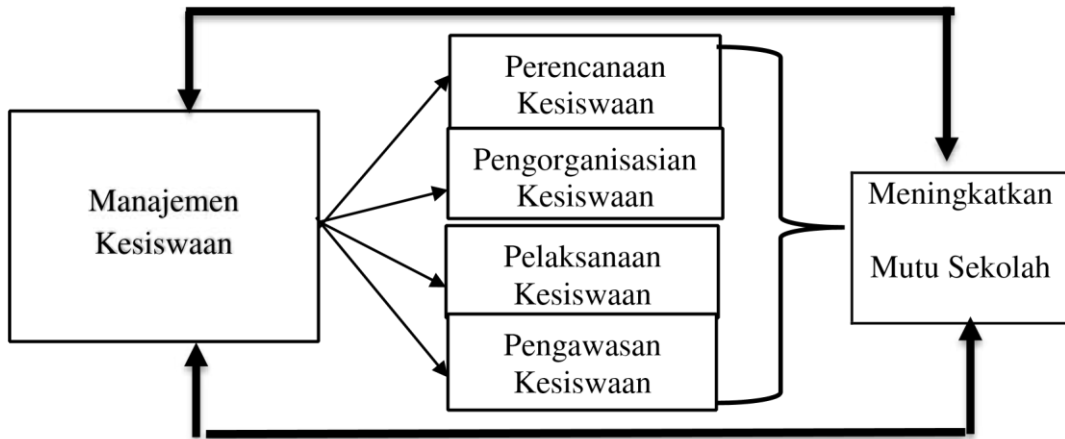 Manajemen
Kesiswaan
Perencanaan
Kesiswaan
Pengorganisasian
Kesiswaan
Pelaksanaan
Kesiswaan
Pengawasan
Kesiswaan
Meningkatkan
Mutu Sekolah